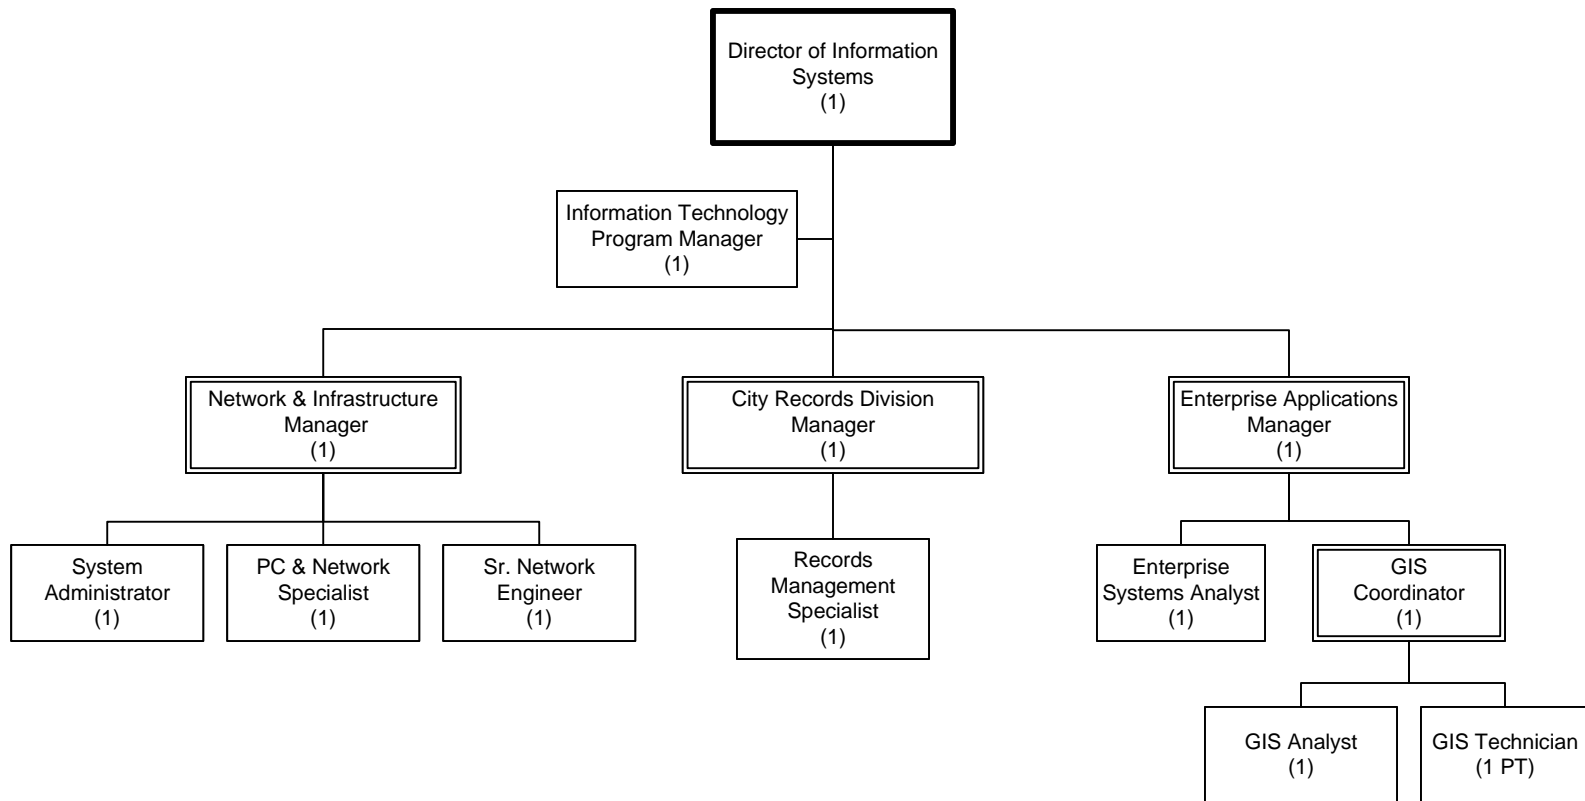 Director of Information
Systems
(1)
Information Technology
Program Manager
(1)
Network & Infrastructure
Manager
(1)
City Records Division
Manager
(1)
Enterprise Applications
Manager
(1)
System
Administrator
(1)
PC & Network
Specialist
(1)
Sr. Network
Engineer
(1)
Records
Management
Specialist
(1)
Enterprise
Systems Analyst
(1)
GIS
Coordinator
(1)
GIS Analyst
(1)
GIS Technician
(1 PT)